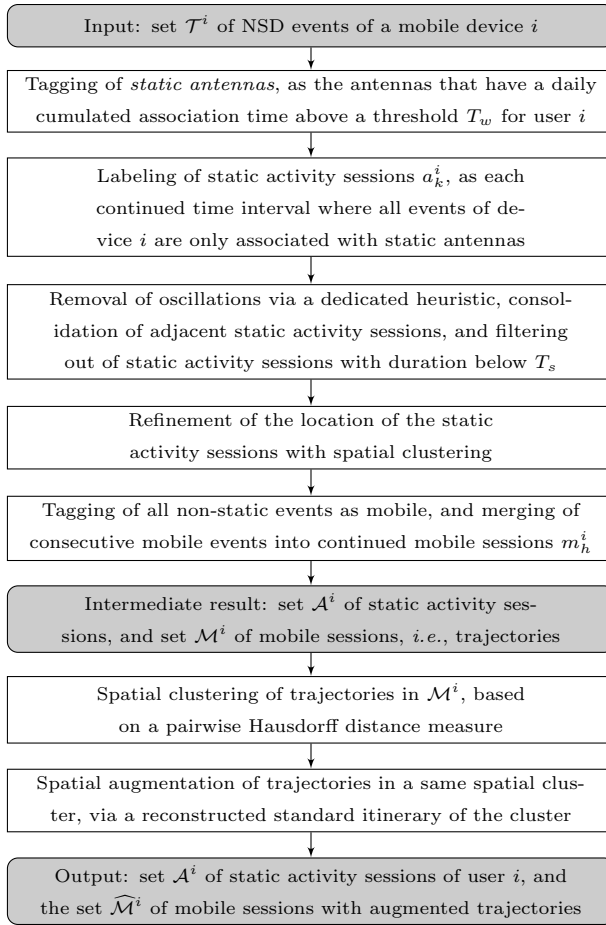 Input: set 𝒯ⁱ of NSD events of a mobile device i
Tagging of static antennas, as the antennas that have a daily
cumulated association time above a threshold T_w for user i
Labeling of static activity sessions a_k^i, as each
continued time interval where all events of de-
vice i are only associated with static antennas
Removal of oscillations via a dedicated heuristic, consol-
idation of adjacent static activity sessions, and filtering
out of static activity sessions with duration below T_s
Refinement of the location of the static
activity sessions with spatial clustering
Tagging of all non-static events as mobile, and merging of
consecutive mobile events into continued mobile sessions m_h^i
Intermediate result: set 𝒜ⁱ of static activity ses-
sions, and set ℳⁱ of mobile sessions, i.e., trajectories
Spatial clustering of trajectories in ℳⁱ, based
on a pairwise Hausdorff distance measure
Spatial augmentation of trajectories in a same spatial clus-
ter, via a reconstructed standard itinerary of the cluster
Output: set 𝒜ⁱ of static activity sessions of user i, and
the set ℳ̂ⁱ of mobile sessions with augmented trajectories